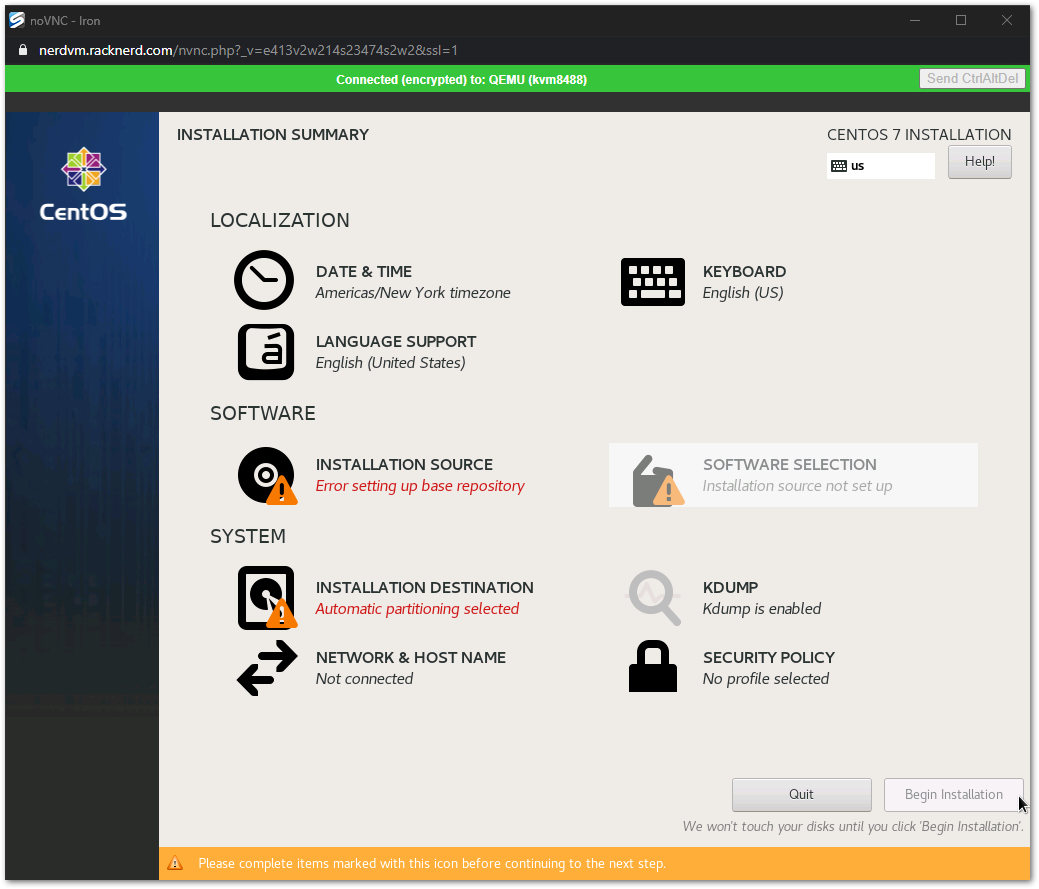 noVNC - Iron
nerdvm.racknerd.com/nvnc.php?_v=e413v2w214s23474s2w2&ssl=1
Connected (encrypted) to: QEMU (kvm8488)
Send CtrlAltDel
CentOS
INSTALLATION SUMMARY
CENTOS 7 INSTALLATION
us
Help!
LOCALIZATION
DATE & TIME
Americas/New York timezone
KEYBOARD
English (US)
á
LANGUAGE SUPPORT
English (United States)
SOFTWARE
INSTALLATION SOURCE
Error setting up base repository
SOFTWARE SELECTION
Installation source not set up
SYSTEM
INSTALLATION DESTINATION
Automatic partitioning selected
KDUMP
Kdump is enabled
NETWORK & HOST NAME
Not connected
SECURITY POLICY
No profile selected
Quit
Begin Installation
We won't touch your disks until you click 'Begin Installation'.
Please complete items marked with this icon before continuing to the next step.